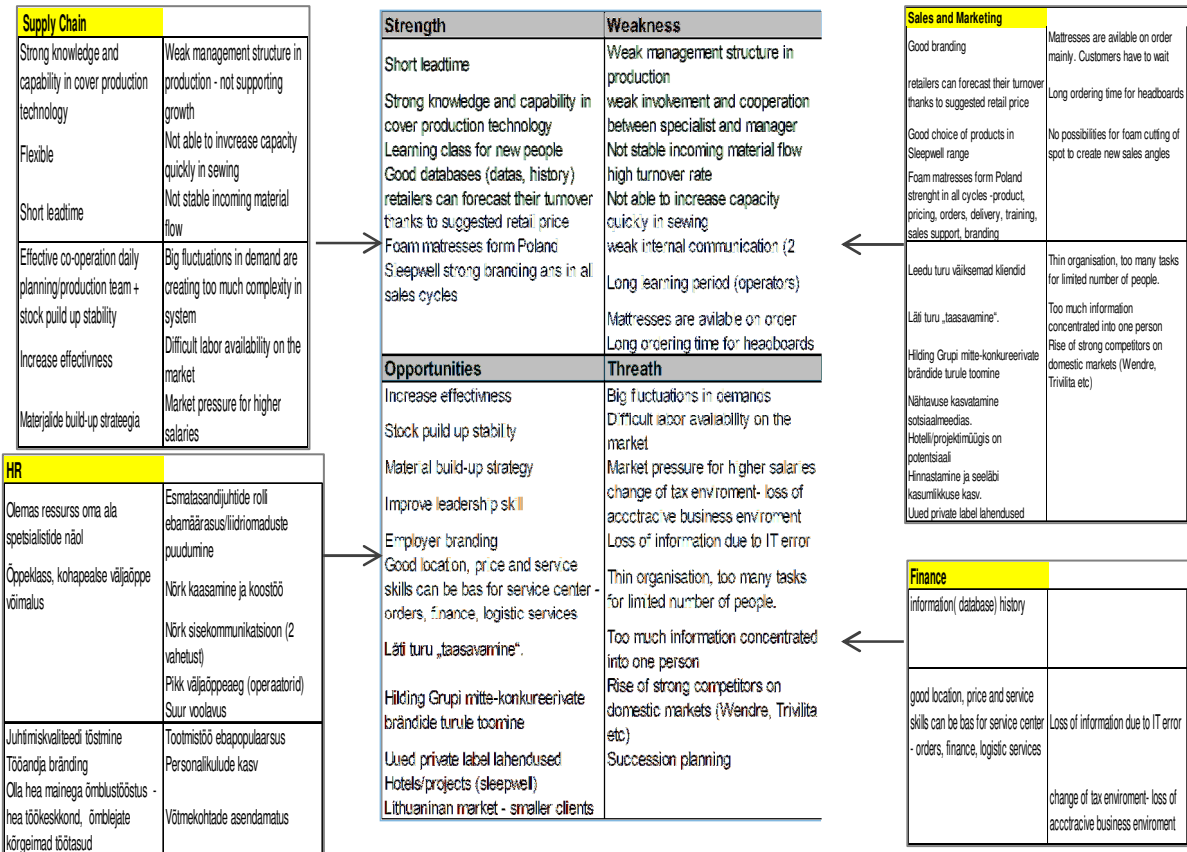 Supply Chain
Strong knowledge and
capability in cover production
technology
Flexible
Short leadtime
Weak management structure in
production - not supporting
growth
Not able to invcrease capacity
quickly in sewing
Not stable incoming material
flow
Effective co-operation daily
planning/production team +
stock puild up stability
Increase effectivness
Materjalide build-up strateegia
Big fluctuations in demand are
creating too much complexity in
system
Difficult labor availability on the
market
Market pressure for higher
salaries
HR
Olemas ressurss oma ala
spetsialistide näol
Õppeklass, kohapealse väljaõppe
võimalus
Esmatasandijuhtide rolli
ebamäärasus/liidriomaduste
puudumine
Nõrk kaasamine ja koostöö
Nõrk sisekommunikatsioon (2
vahetust)
Pikk väljaõppeaeg (operaatorid)
Suur voolavus
Juhtimiskvaliteedi tõstmine
Tööandja bränding
Olla hea mainega õmblustööstus -
hea töökeskkond, õmblejate
kõrgeimad töötasud
Tootmistöö ebapopulaarsus
Personalikulude kasv
Võtmekohtade asendamatus
Strength
Short leadtime
Strong knowledge and capability in
cover production technology
Learning class for new people
Good databases (datas, history)
retailers can forecast their turnover
thanks to suggested retail price
Foam matresses form Poland
Sleepwell strong branding ans in all
sales cycles
Weakness
Weak management structure in
production
weak involvement and cooperation
between specialist and manager
Not stable incoming material flow
high turnover rate
Not able to increase capacity
quickly in sewing
weak internal communication (2
Long learning period (operators)
Mattresses are avilable on order
Long ordering time for headboards
Opportunities
Increase effectivness
Stock puild up stability
Material build-up strategy
Improve leadership skill
Employer branding
Good location, price and service
skills can be bas for service center -
orders, finance, logistic services
Läti turu „taasavamine“.
Hilding Grupi mitte-konkureerivate
brändide turule toomine
Uued private label lahendused
Hotels/projects (sleepwell)
Lithuaninan market - smaller clients
Threath
Big fluctuations in demands
Difficult labor availability on the
market
Market pressure for higher salaries
change of tax enviroment- loss of
accctracive business enviroment
Loss of information due to IT error
Thin organisation, too many tasks
for limited number of people.
Too much information concentrated
into one person
Rise of strong competitors on
domestic markets (Wendre, Trivilita
etc)
Succession planning
Sales and Marketing
Good branding
retailers can forecast their turnover
thanks to suggested retail price
Good choice of products in
Sleepwell range
Foam matresses form Poland
strenght in all cycles -product,
pricing, orders, delivery, training,
sales support, branding
Mattresses are avilable on order
mainly. Customers have to wait
Long ordering time for headboards
No possibilities for foam cutting of
spot to create new sales angles
Leedu turu väiksemad kliendid
Läti turu „taasavamine“.
Hilding Grupi mitte-konkureerivate
brändide turule toomine
Nähtavuse kasvatamine
sotsiaalmeedias.
Hotelli/projektimüügis on
potentsiaali
Hinnastamine ja seeläbi
kasumlikkuse kasv.
Uued private label lahendused
Thin organisation, too many tasks
for limited number of people.
Too much information
concentrated into one person
Rise of strong competitors on
domestic markets (Wendre,
Trivilita etc)
Finance
information( database) history
good location, price and service
skills can be bas for service center
- orders, finance, logistic services
Loss of information due to IT error
change of tax enviroment- loss of
accctracive business enviroment